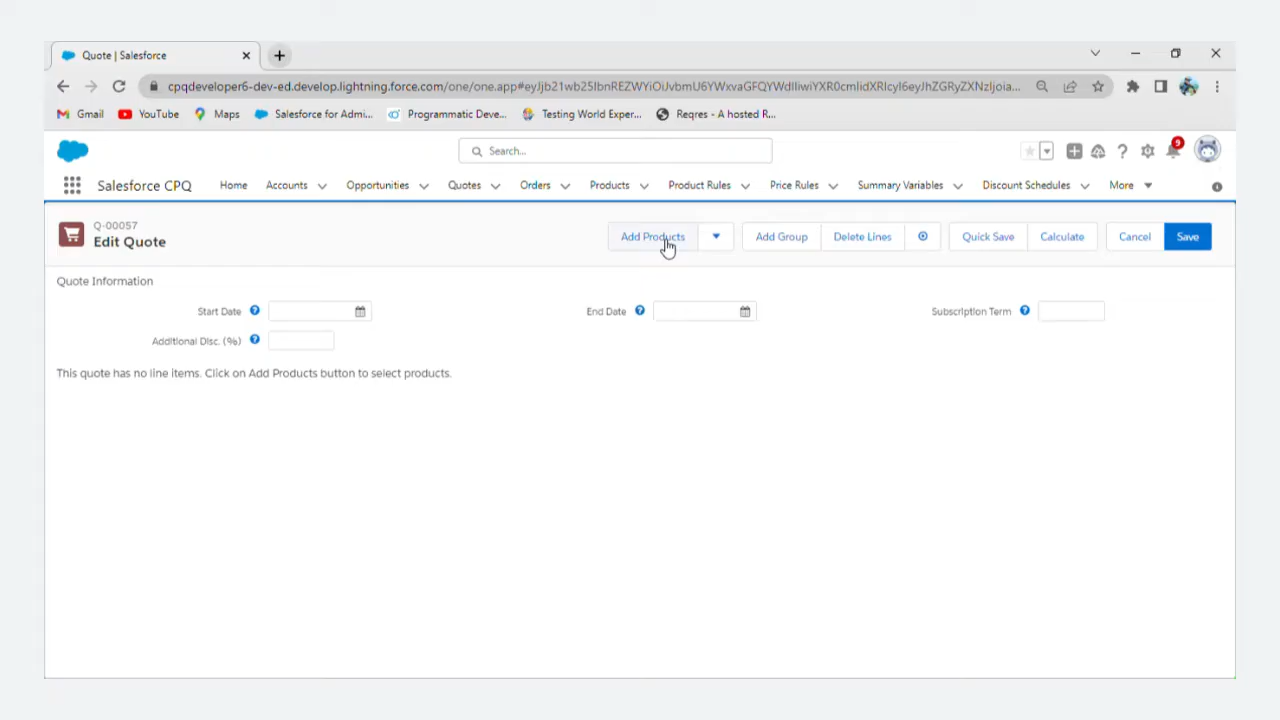 Quote | Salesforce
cpqdeveloper6-dev-ed.develop.lightning.force.com/one/one.app#
Gmail YouTube Maps Salesforce for Admi... Programmatic Deve... Testing World Exper... Reqres - A hosted R...
Search...
9
Salesforce CPQ Home Accounts Opportunities Quotes Orders Products Product Rules Price Rules Summary Variables Discount Schedules More
Q-00057
Edit Quote
Add Products Add Group Delete Lines Quick Save Calculate Cancel Save
Quote Information
Start Date End Date Subscription Term
Additional Disc. (%)
This quote has no line items. Click on Add Products button to select products.